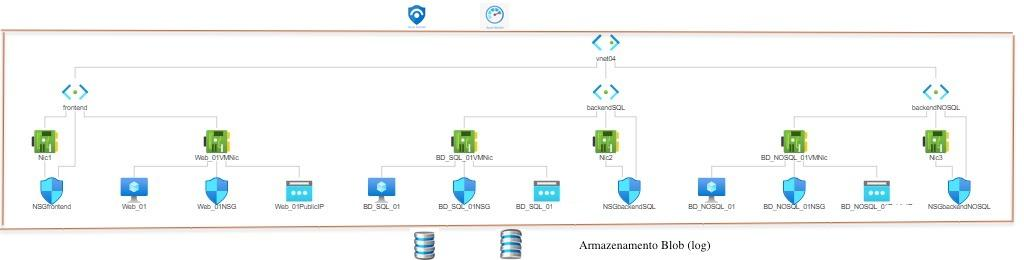 vnet04
frontend
backendSQL
backendNOSQL
Nic1
Web_01VMNic
BD_SQL_01VMNic
Nic2
BD_NOSQL_01VMNic
Nic3
NSGfrontend
Web_01
Web_01NSG
Web_01PublicIP
BD_SQL_01
BD_SQL_01NSG
BD_SQL_01
NSGbackendSQL
BD_NOSQL_01
BD_NOSQL_01NSG
NSGbackendNOSQL
Armazenamento Blob (log)